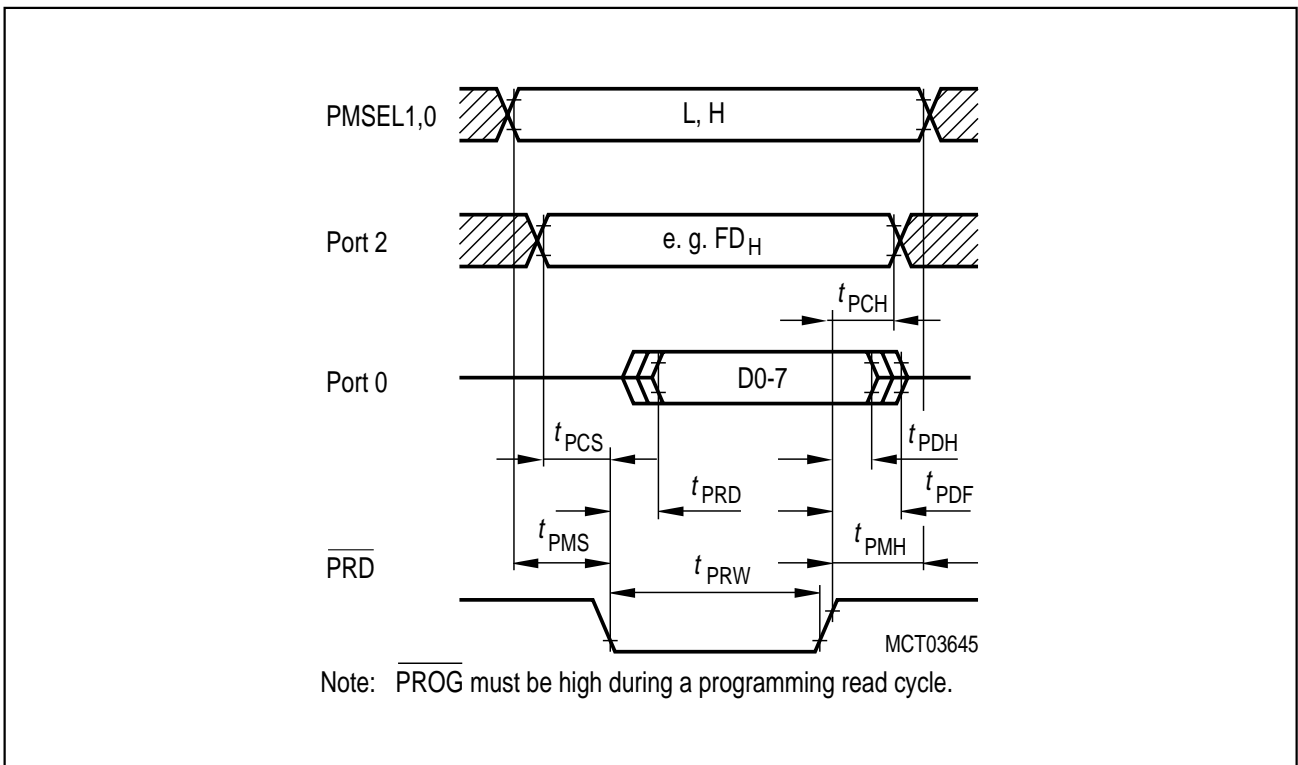 PMSEL1,0
L, H
Port 2
e. g. FDH
tPCH
Port 0
D0-7
tPCS
tPDH
tPRD
tPDF
tPMS
tPMH
PRD
tPRW
MCT03645
Note: PROG must be high during a programming read cycle.